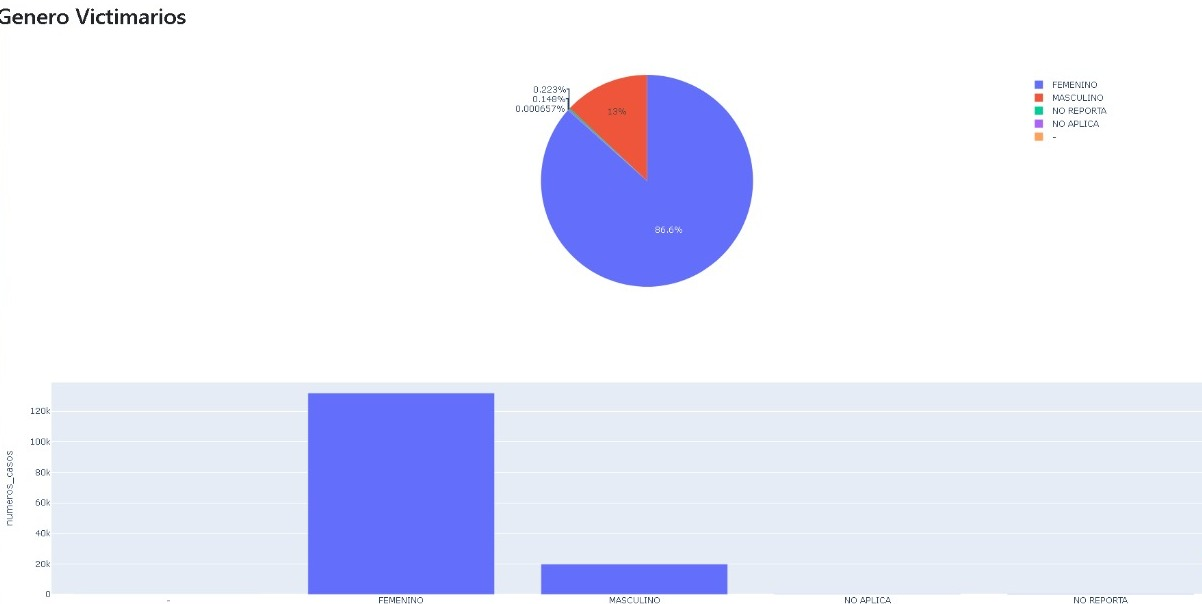 Genero Victimarios
0.223%
0.148%
0.000657%
13%
86.6%
FEMENINO
MASCULINO
NO REPORTA
NO APLICA
-
120k
100k
80k
60k
40k
20k
0
numeros_casos
-
FEMENINO
MASCULINO
NO APLICA
NO REPORTA